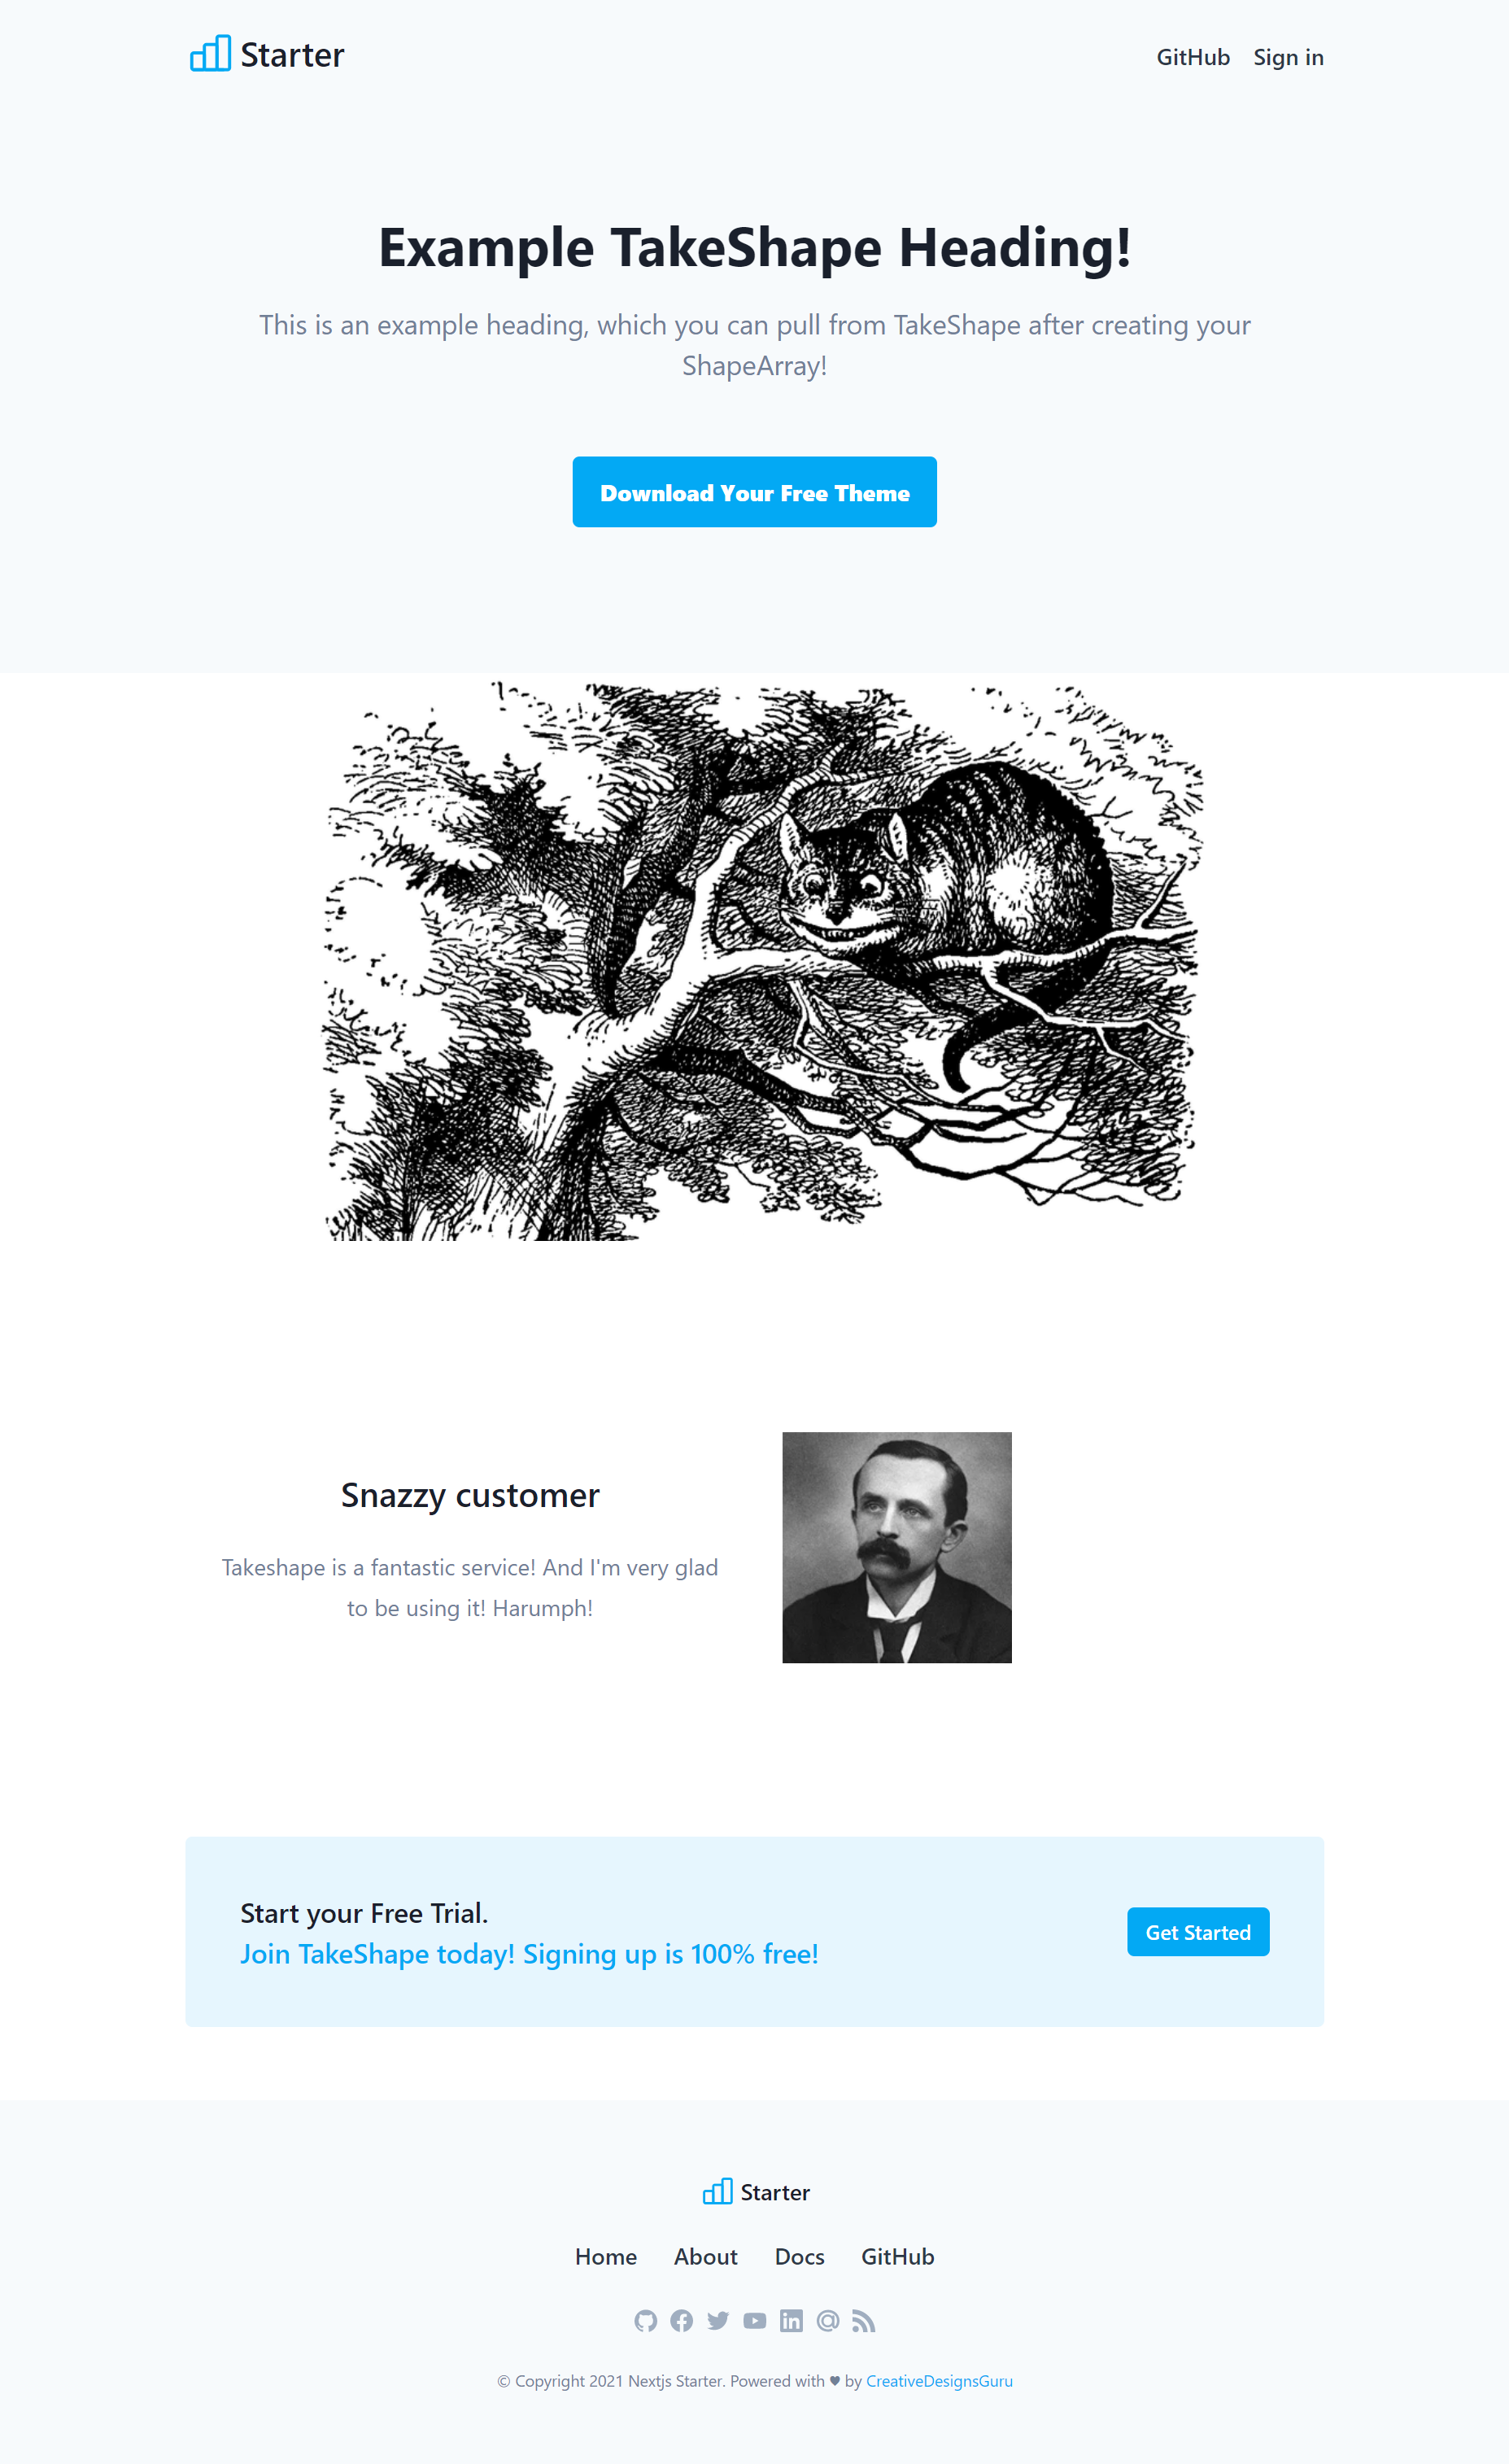 Starter
GitHub Sign in
Example TakeShape Heading!
This is an example heading, which you can pull from TakeShape after creating your
ShapeArray!
Download Your Free Theme
Snazzy customer
Takeshape is a fantastic service! And I'm very glad
to be using it! Harumph!
Start your Free Trial.
Join TakeShape today! Signing up is 100% free!
Get Started
Starter
Home About Docs GitHub
© Copyright 2021 Nextjs Starter. Powered with ♥ by CreativeDesignsGuru